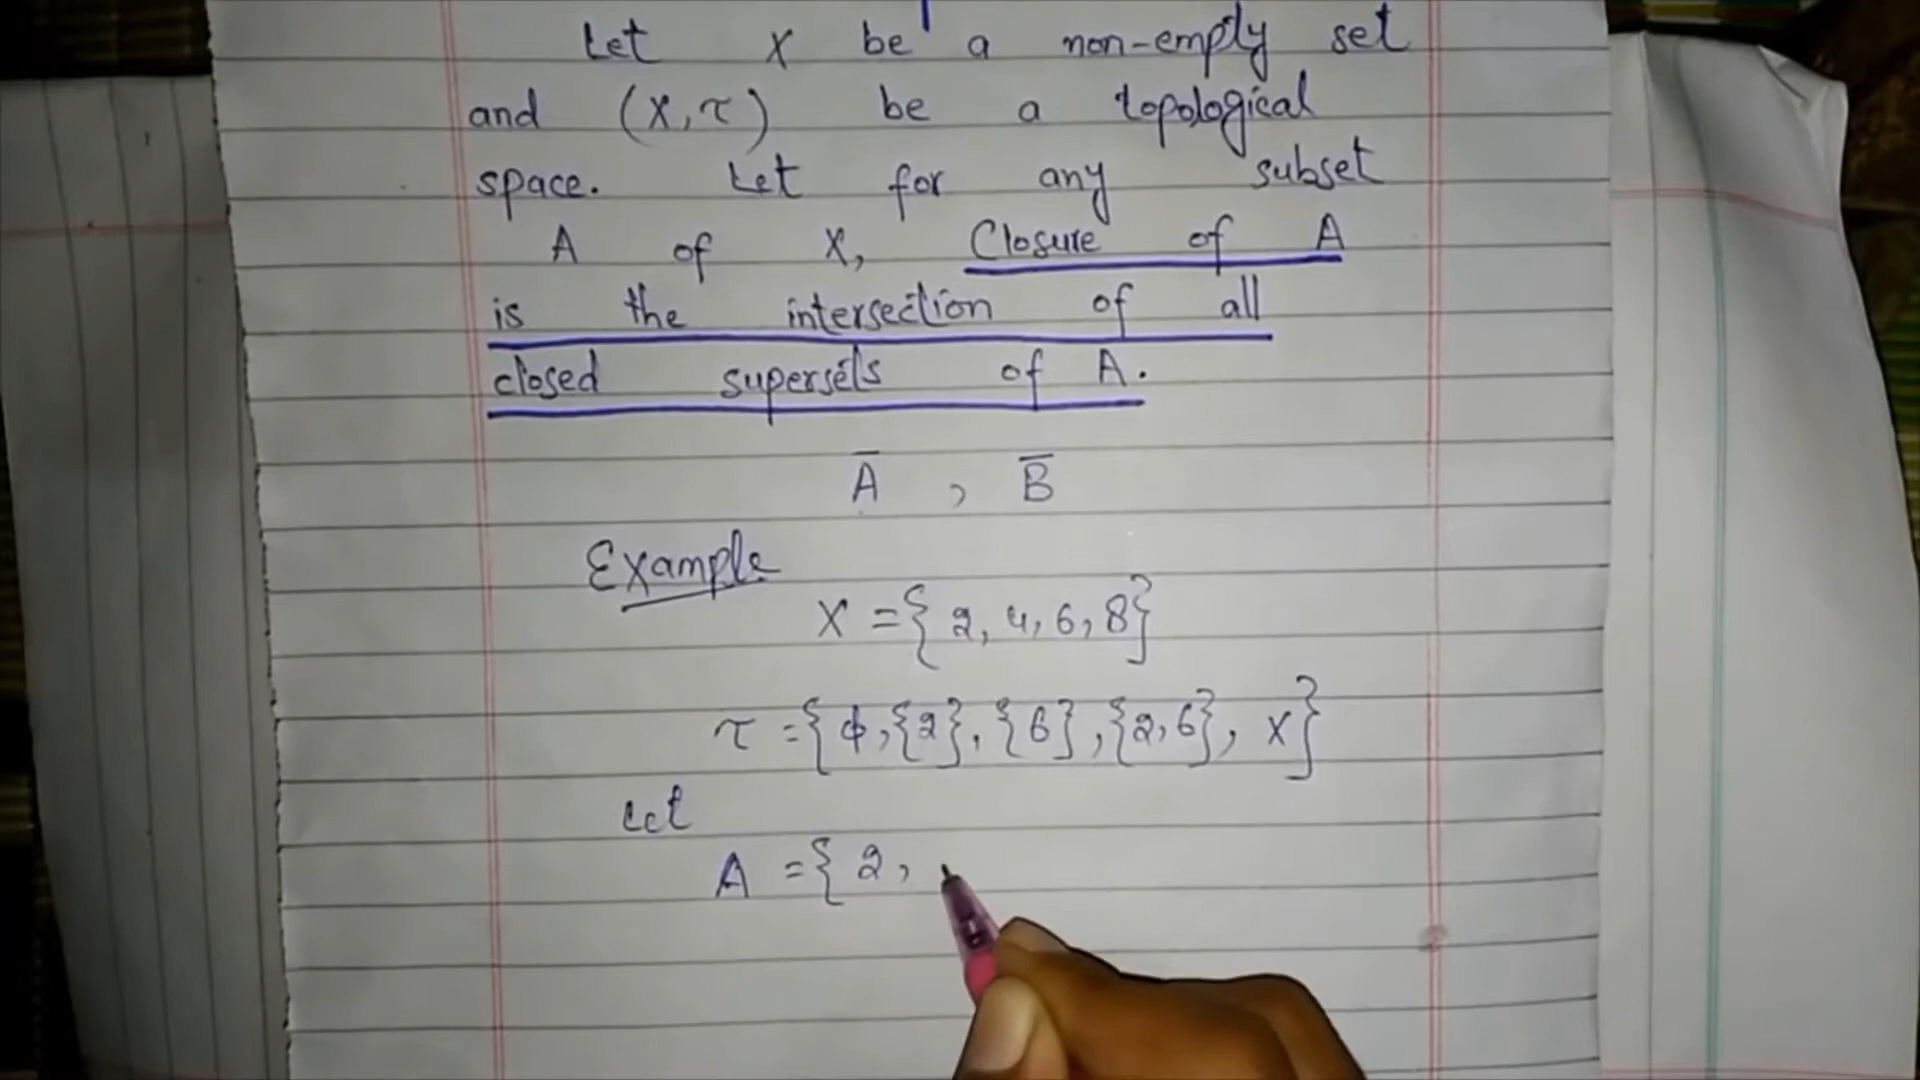 Let X be a non-empty set
and (X, τ) be a topological
space. Let for any subset
A of X, Closure of A
is the intersection of all
closed supersets of A.
A̅ , B̅
Example
X = { 2, 4, 6, 8}
τ = {ϕ, {2}, {6}, {2, 6}, X}
Let
A = { 2,